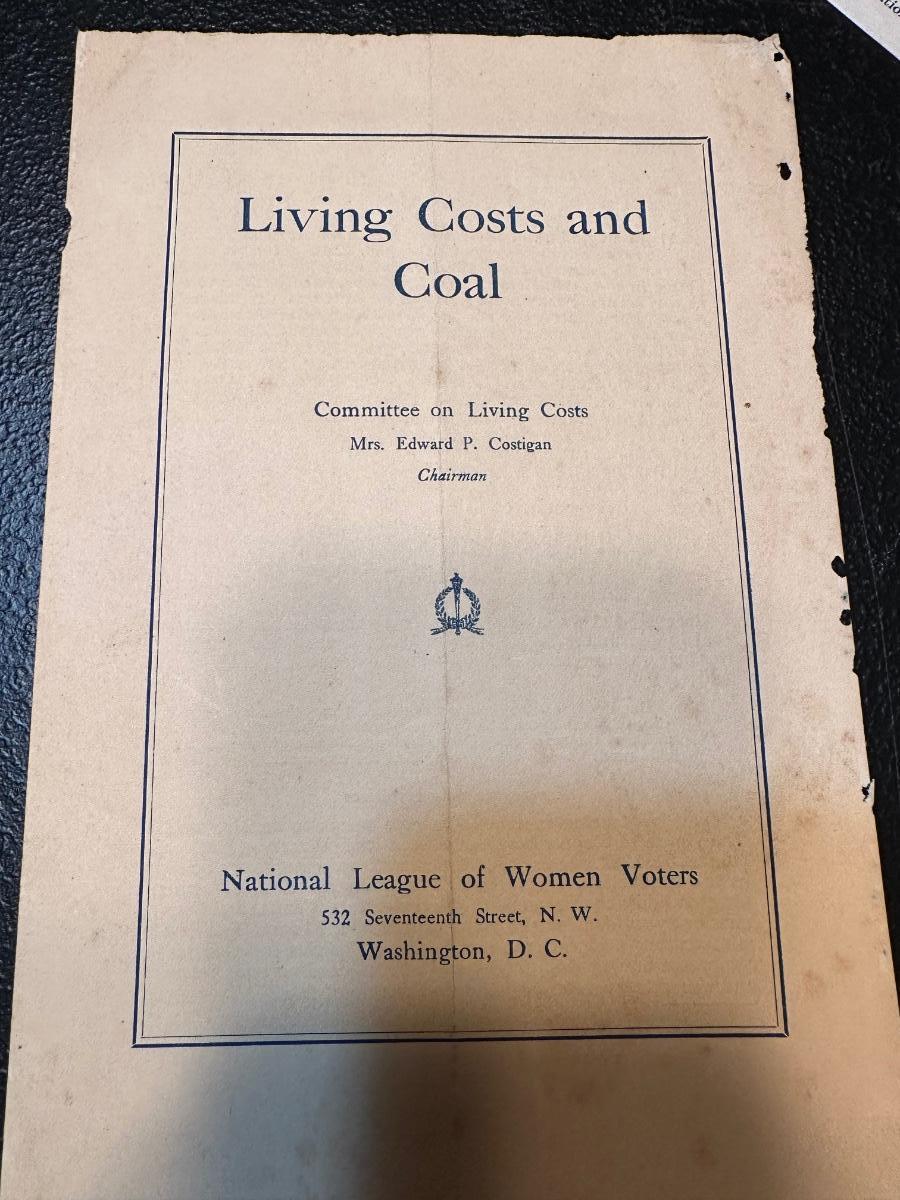 Living Costs and
Coal
Committee on Living Costs
Mrs. Edward P. Costigan
Chairman
National League of Women Voters
532 Seventeenth Street, N. W.
Washington, D. C.